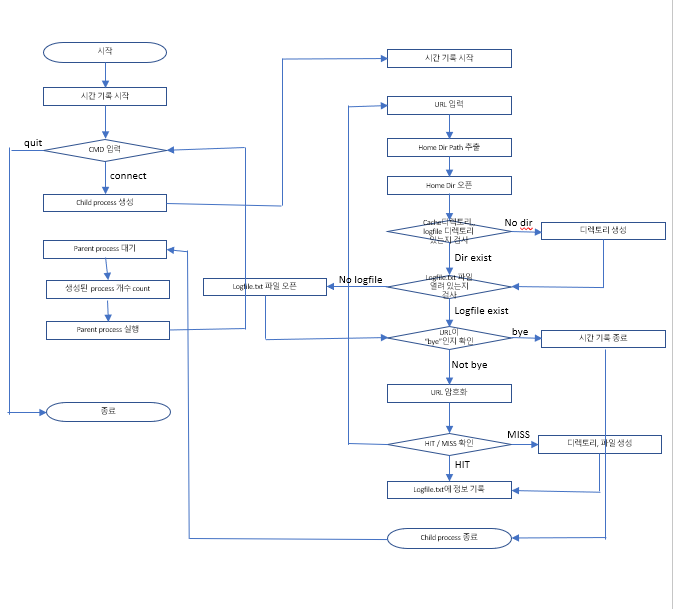 시작
시간 기록 시작
quit
CMD 입력
connect
Child process 생성
Parent process 대기
생성된 process 개수 count
Parent process 실행
종료
시간 기록 시작
URL 입력
Home Dir Path 추출
Home Dir 오픈
Cache디렉토리
logfile 디렉토리
있는지 검사
No dir
디렉토리 생성
Dir exist
No logfile
Logfile.txt 파일 오픈
Logfile.txt 파일
열려 있는지
검사
Logfile exist
URL이
"bye"인지 확인
bye
시간 기록 종료
Not bye
URL 암호화
HIT / MISS 확인
MISS
디렉토리, 파일 생성
HIT
Logfile.txt에 정보 기록
Child process 종료